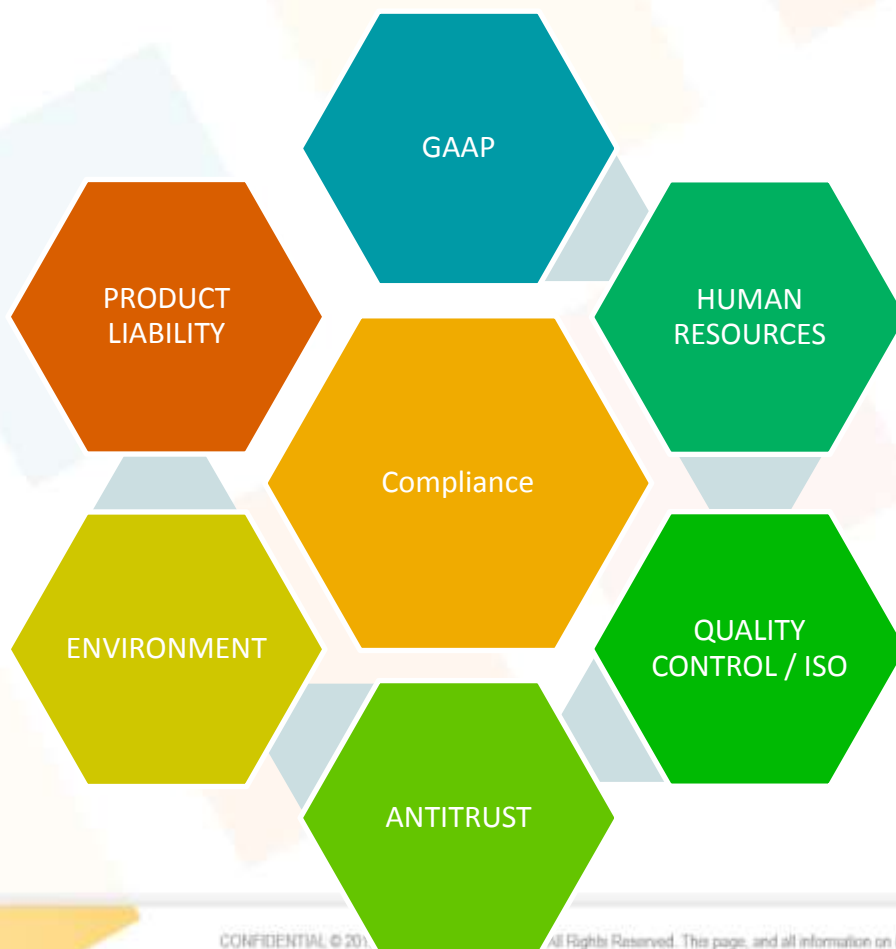 GAAP
PRODUCT
LIABILITY
HUMAN
RESOURCES
Compliance
ENVIRONMENT
QUALITY
CONTROL / ISO
ANTITRUST
CONFIDENTIAL © 201 All Rights Reserved. This page, and all information on